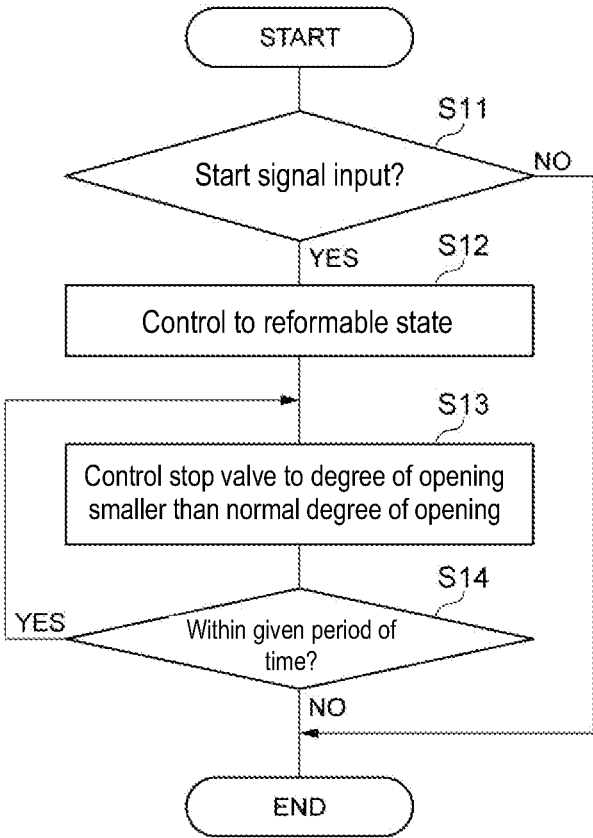 START
S11
Start signal input?
NO
YES
S12
Control to reformable state
S13
Control stop valve to degree of opening
smaller than normal degree of opening
S14
YES
Within given period of
time?
NO
END